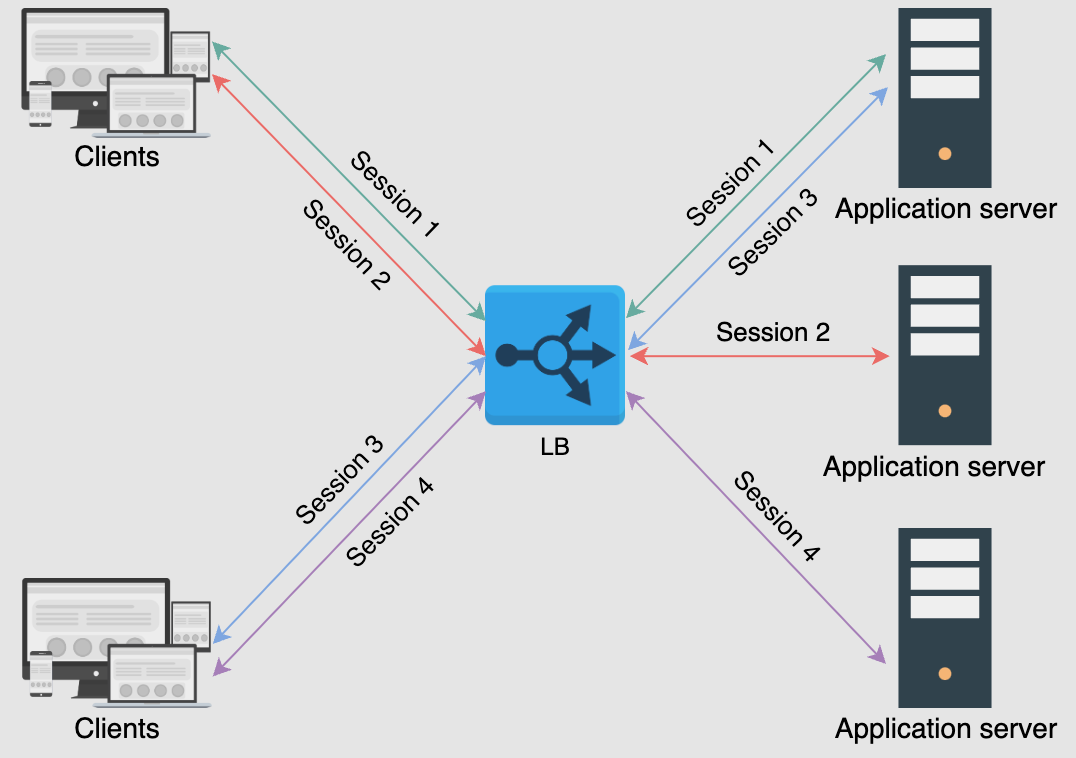 Clients
Session 1
Session 2
Session 1
Session 3
Application server
Session 2
LB
Application server
Session 3
Session 4
Session 4
Clients
Application server